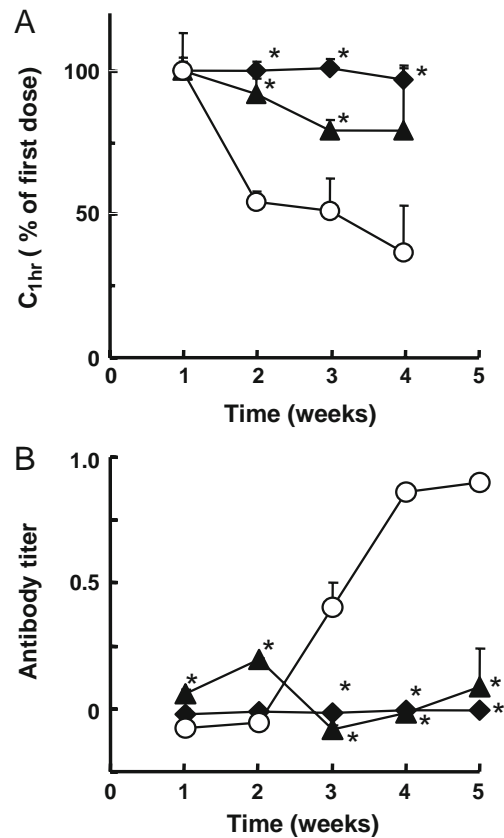 A
C1hr ( % of first dose)
100
50
0
* * *
* *
0 1 2 3 4 5
Time (weeks)
B
Antibody titer
1.0
0.5
0
* * * * *
* * *
*
1 2 3 4 5
Time (weeks)